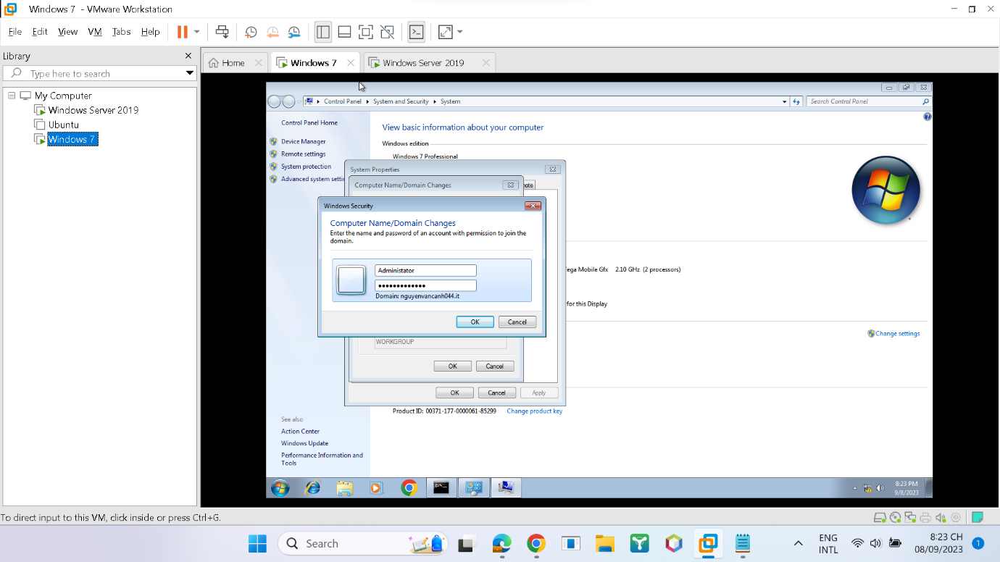 Windows 7 - VMware Workstation
File Edit View VM Tabs Help
Library
Type here to search
My Computer
Windows Server 2019
Ubuntu
Windows 7
Home
Windows 7
Windows Server 2019
Control Panel System and Security System
Search Control Panel
Control Panel Home
Device Manager
Remote settings
System protection
Advanced system settin
View basic information about your computer
Windows edition
Windows 7 Professional
System Properties
Computer Name/Domain Changes
note
Windows Security
Computer Name/Domain Changes
Enter the name and password of an account with permission to join the
domain.
Administator
Domain: nguyenvancanh044.it
OK Cancel
WORKGROUP
OK Cancel
OK Cancel Apply
ega Mobile Gfx 2.10 GHz (2 processors)
for this Display
Change settings
Product ID: 00371-177-0000061-85299 Change product key
See also
Action Center
Windows Update
Performance Information and
Tools
8:23 PM
9/8/2023
To direct input to this VM, click inside or press Ctrl+G.
Search
ENG
INTL
8:23 CH
08/09/2023
1